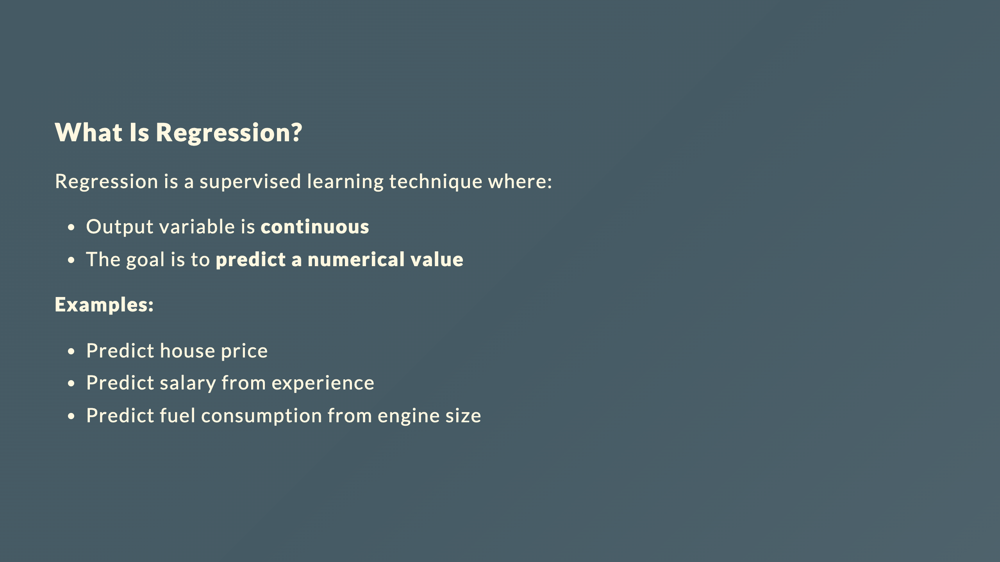 What Is Regression?
Regression is a supervised learning technique where:
• Output variable is continuous
• The goal is to predict a numerical value
Examples:
• Predict house price
• Predict salary from experience
• Predict fuel consumption from engine size